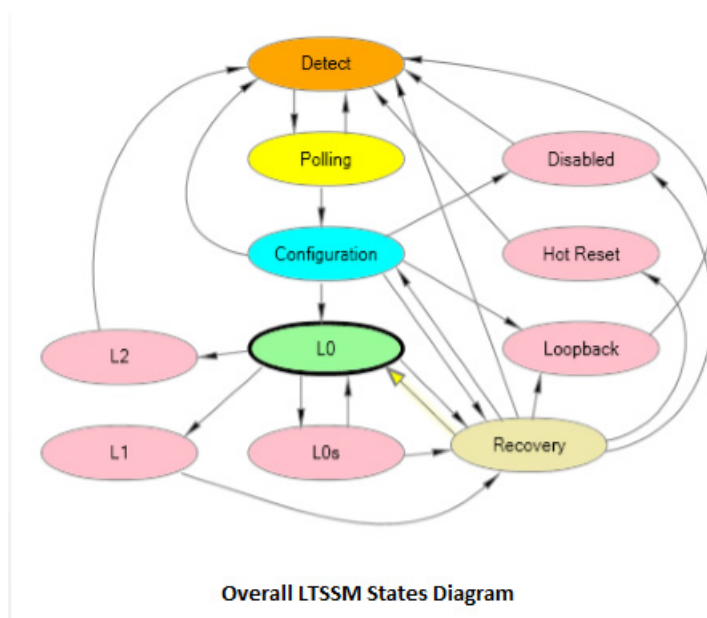 Detect
Polling
Disabled
Configuration
Hot Reset
L2
L0
Loopback
L1
L0s
Recovery
Overall LTSSM States Diagram